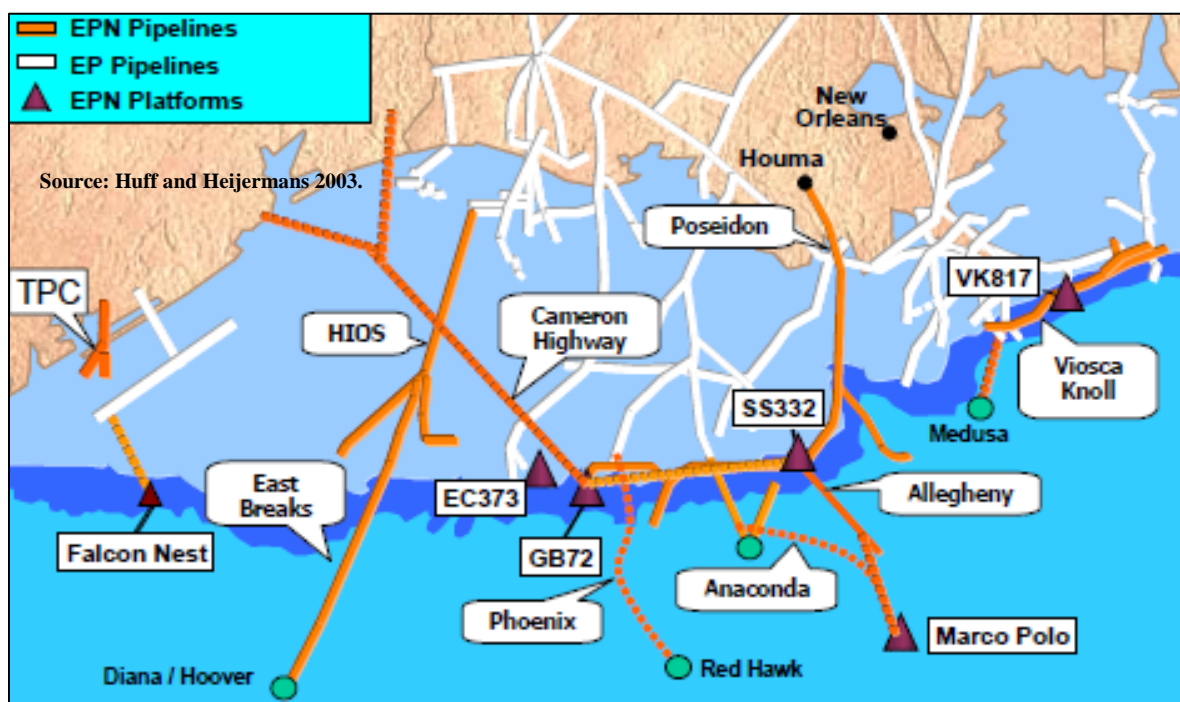 EPN Pipelines
EP Pipelines
EPN Platforms
Source: Huff and Heijermans 2003.
New
Orleans
Houma
Poseidon
VK817
TPC
HIOS
Cameron
Highway
Viosca
Knoll
SS332
Medusa
East
Breaks
EC373
Allegheny
Falcon Nest
GB72
Anaconda
Phoenix
Marco Polo
Diana / Hoover
Red Hawk